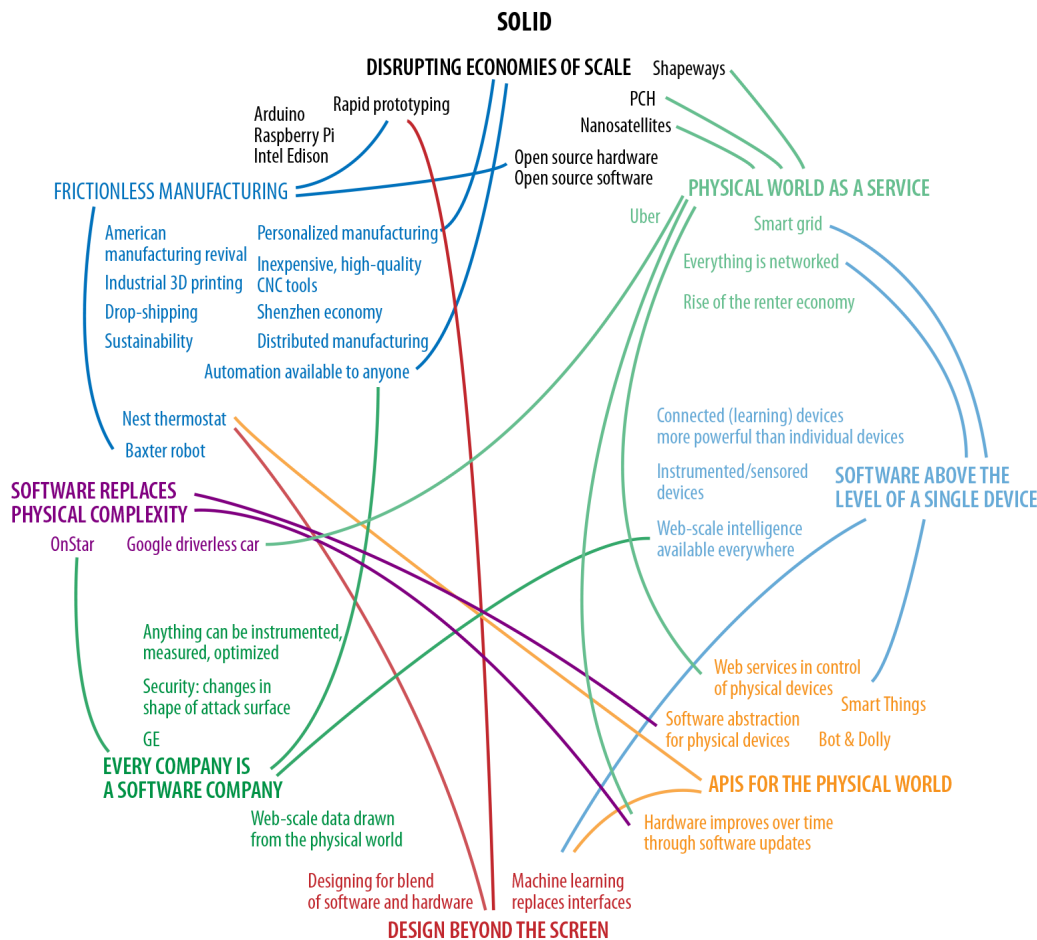 SOLID
DISRUPTING ECONOMIES OF SCALE
Shapeways
PCH
Nanosatellites
Rapid prototyping
Arduino
Raspberry Pi
Intel Edison
Open source hardware
Open source software
FRICTIONLESS MANUFACTURING
PHYSICAL WORLD AS A SERVICE
Uber
Smart grid
Everything is networked
Rise of the renter economy
American
manufacturing revival
Industrial 3D printing
Drop-shipping
Sustainability
Personalized manufacturing
Inexpensive, high-quality
CNC tools
Shenzhen economy
Distributed manufacturing
Automation available to anyone
Nest thermostat
Baxter robot
Connected (learning) devices
more powerful than individual devices
Instrumented/sensored
devices
Web-scale intelligence
available everywhere
SOFTWARE ABOVE THE
LEVEL OF A SINGLE DEVICE
SOFTWARE REPLACES
PHYSICAL COMPLEXITY
OnStar
Google driverless car
Anything can be instrumented,
measured, optimized
Security: changes in
shape of attack surface
GE
EVERY COMPANY IS
A SOFTWARE COMPANY
Web-scale data drawn
from the physical world
Web services in control
of physical devices
Smart Things
Software abstraction
for physical devices
Bot & Dolly
APIS FOR THE PHYSICAL WORLD
Hardware improves over time
through software updates
Designing for blend
of software and hardware
Machine learning
replaces interfaces
DESIGN BEYOND THE SCREEN